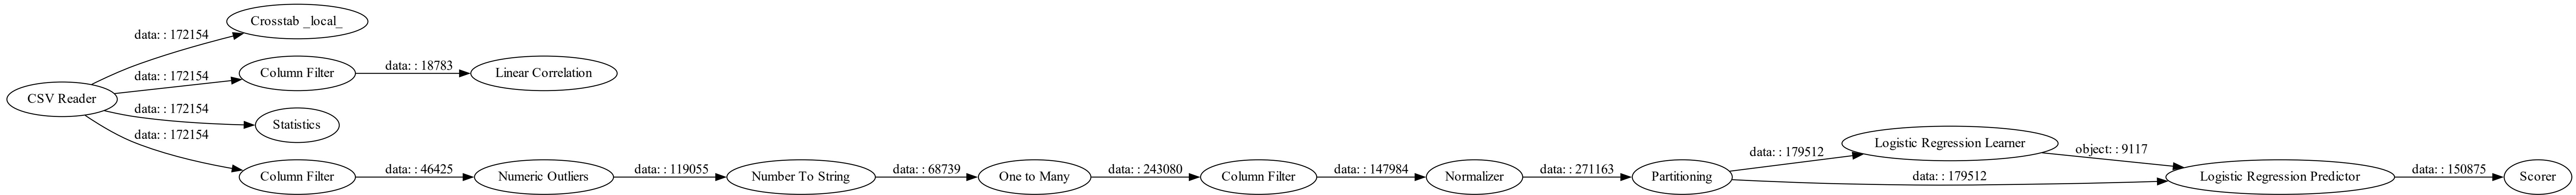 Crosstab _local_
data: : 172154
data: : 172154
Column Filter
data: : 18783
Linear Correlation
CSV Reader
data: : 172154
Statistics
data: : 172154
Column Filter
data: : 46425
Numeric Outliers
data: : 119055
Number To String
data: : 68739
One to Many
data: : 243080
Column Filter
data: : 147984
Normalizer
data: : 271163
Partitioning
data: : 179512
Logistic Regression Learner
object: : 9117
data: : 179512
Logistic Regression Predictor
data: : 150875
Scorer